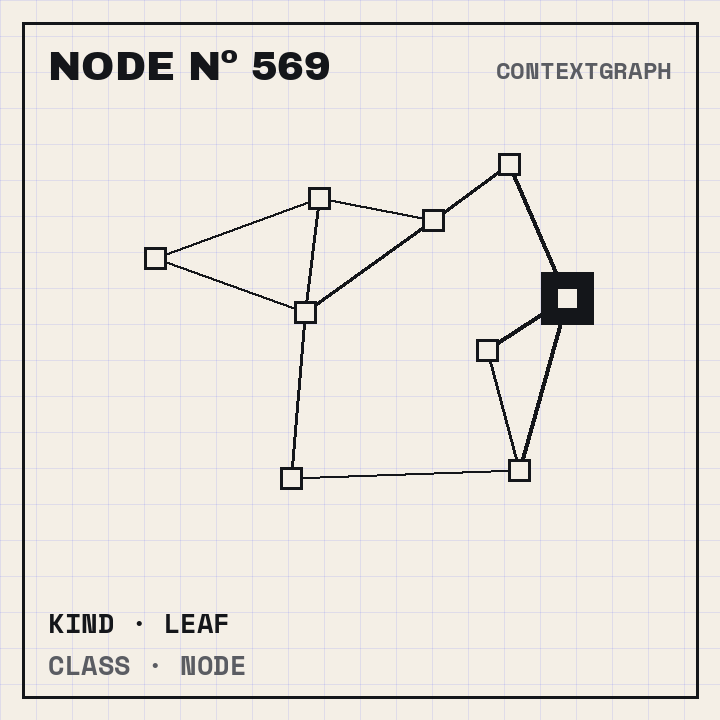 NODE Nº 569
CONTEXTGRAPH
KIND · LEAF
CLASS · NODE